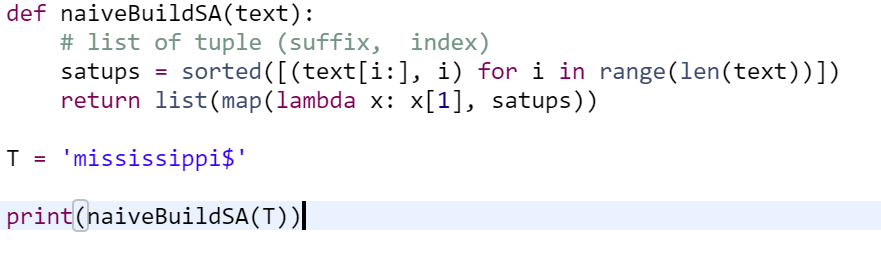 def naiveBuildSA(text):
    # list of tuple (suffix,  index)
    satups = sorted([(text[i:], i) for i in range(len(text))])
    return list(map(lambda x: x[1], satups))

T = 'mississippi$'

print(naiveBuildSA(T))